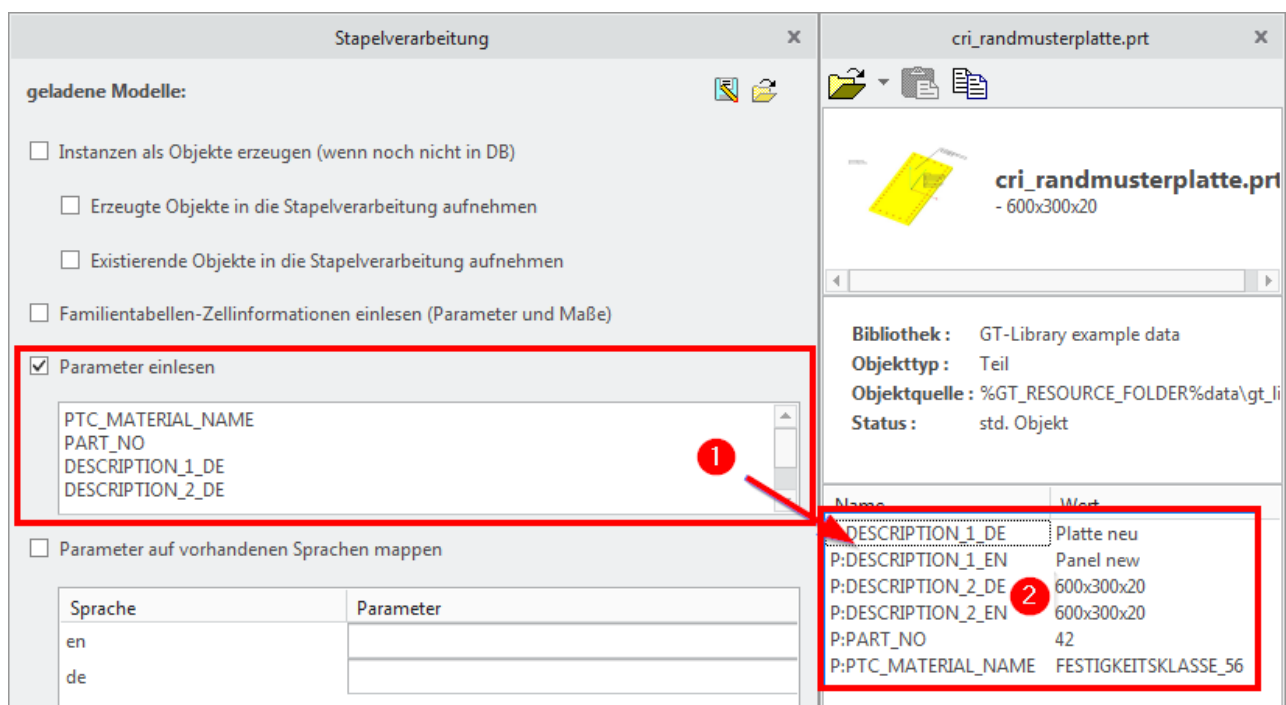 Stapelverarbeitung x
geladene Modelle:
Instanzen als Objekte erzeugen (wenn noch nicht in DB)
Erzeugte Objekte in die Stapelverarbeitung aufnehmen
Existierende Objekte in die Stapelverarbeitung aufnehmen
Familientabellen-Zellinformationen einlesen (Parameter und Maße)
Parameter einlesen
PTC_MATERIAL_NAME
PART_NO
DESCRIPTION_1_DE
DESCRIPTION_2_DE
1
Parameter auf vorhandenen Sprachen mappen
Sprache Parameter
en
de
cri_randmusterplatte.prt x
cri_randmusterplatte.prt
- 600x300x20
Bibliothek : GT-Library example data
Objekttyp : Teil
Objektquelle : %GT_RESOURCE_FOLDER%data\gt_li
Status : std. Objekt
Name Wert
DESCRIPTION_1_DE Platte neu
P:DESCRIPTION_1_EN Panel new
P:DESCRIPTION_2_DE 600x300x20
2
P:DESCRIPTION_2_EN 600x300x20
P:PART_NO 42
P:PTC_MATERIAL_NAME FESTIGKEITSKLASSE_56